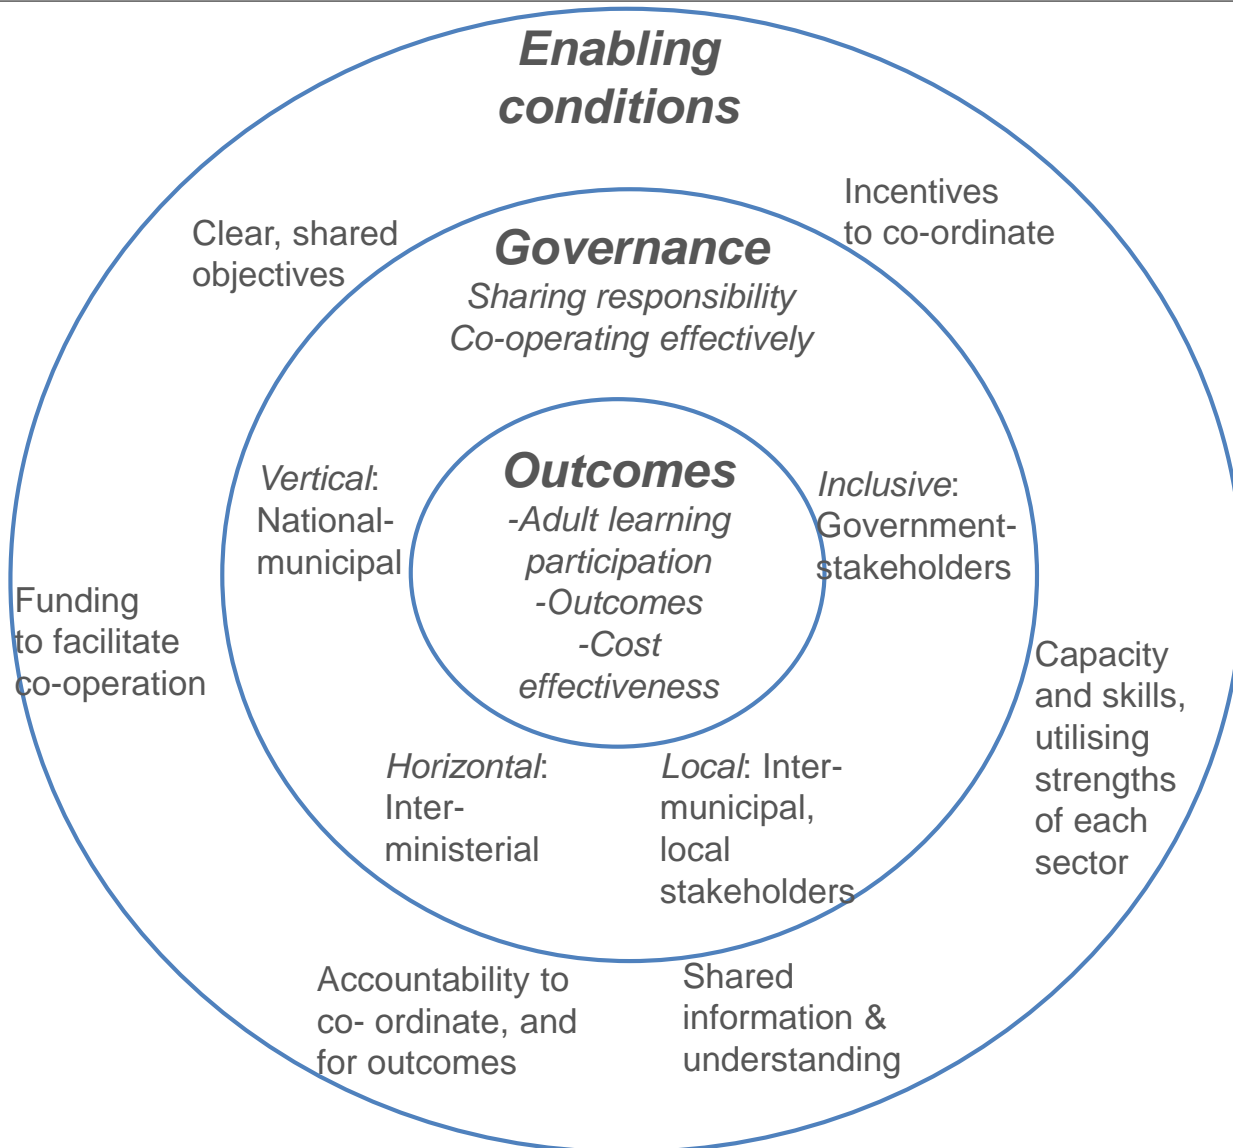 Enabling
conditions
Clear, shared
objectives
Incentives
to co-ordinate
Governance
Sharing responsibility
Co-operating effectively
Vertical:
National-
municipal
Outcomes
-Adult learning
participation
-Outcomes
-Cost
effectiveness
Inclusive:
Government-
stakeholders
Funding
to facilitate
co-operation
Capacity
and skills,
utilising
strengths
of each
sector
Horizontal:
Inter-
ministerial
Local: Inter-
municipal,
local
stakeholders
Accountability to
co- ordinate, and
for outcomes
Shared
information &
understanding